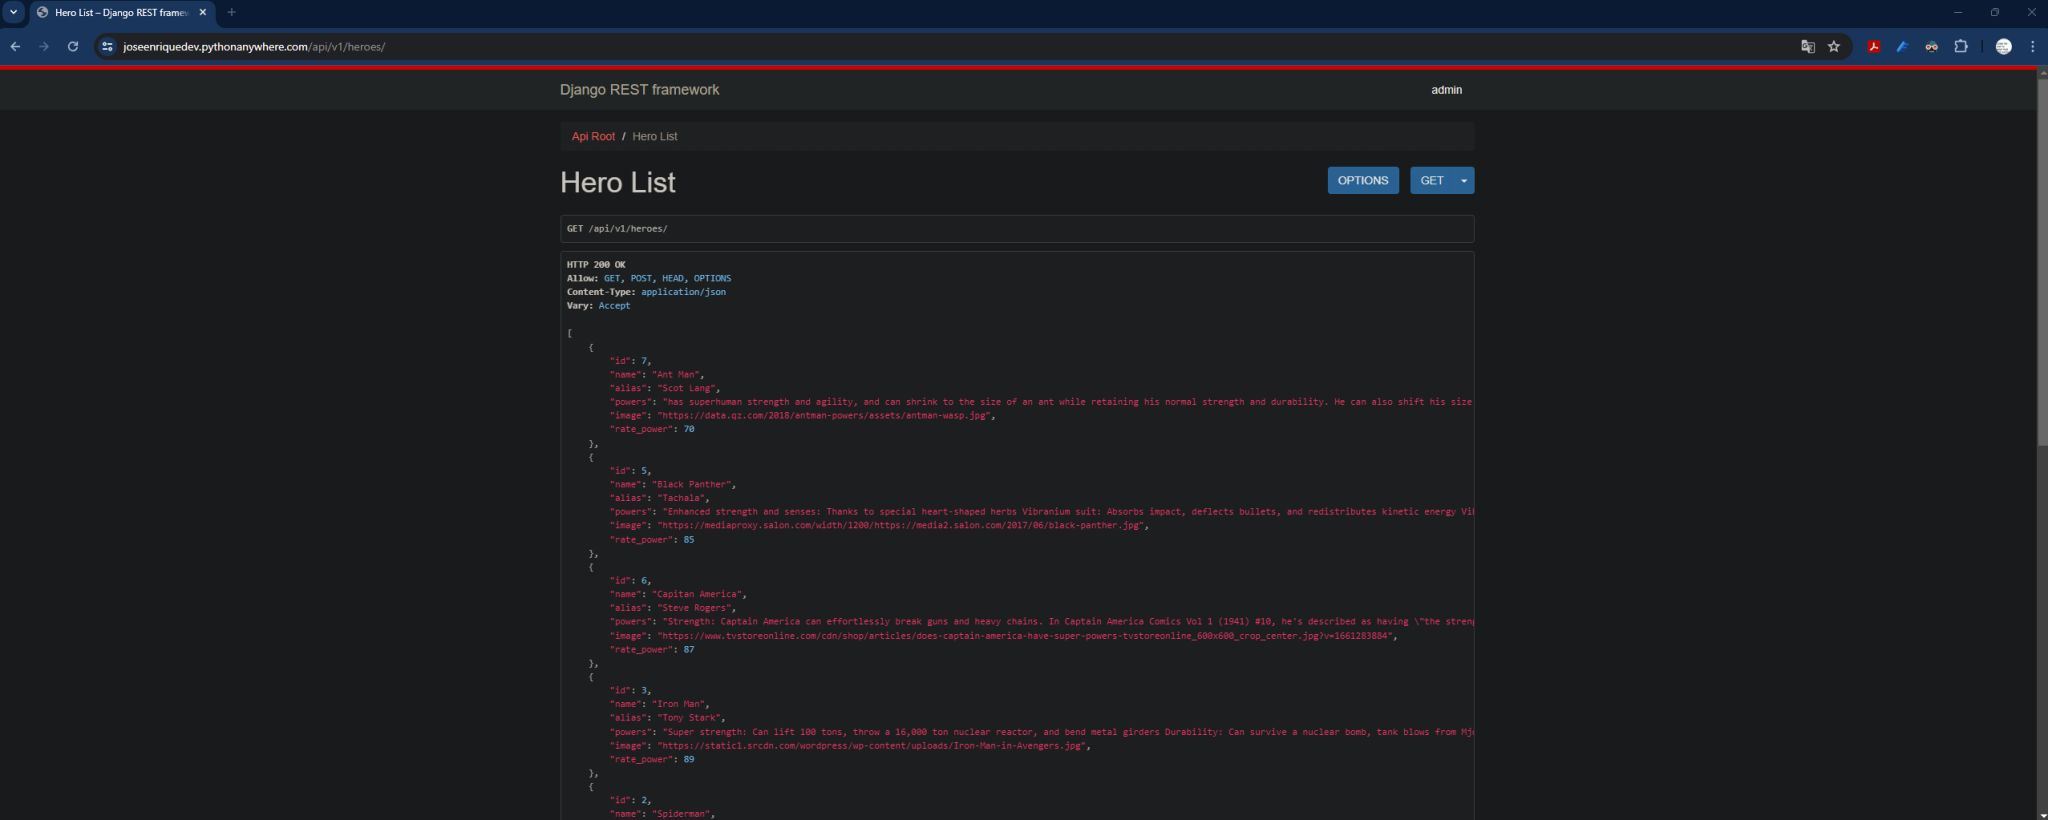 Hero List – Django REST framew
joseenriquedev.pythonanywhere.com/api/v1/heroes/
Django REST framework
admin
Api Root / Hero List
Hero List
OPTIONS
GET
GET /api/v1/heroes/
HTTP 200 OK
Allow: GET, POST, HEAD, OPTIONS
Content-Type: application/json
Vary: Accept
[
{
"id": 7,
"name": "Ant Man",
"alias": "Scot Lang",
"powers": "has superhuman strength and agility, and can shrink to the size of an ant while retaining his normal strength and durability. He can also shift his size
"image": "https://data.qz.com/2018/antman-powers/assets/antman-wasp.jpg",
"rate_power": 70
},
{
"id": 5,
"name": "Black Panther",
"alias": "Tachala",
"powers": "Enhanced strength and senses: Thanks to special heart-shaped herbs Vibranium suit: Absorbs impact, deflects bullets, and redistributes kinetic energy Vi
"image": "https://mediaproxy.salon.com/width/1200/https://media2.salon.com/2017/06/black-panther.jpg",
"rate_power": 85
},
{
"id": 6,
"name": "Capitan America",
"alias": "Steve Rogers",
"powers": "Strength: Captain America can effortlessly break guns and heavy chains. In Captain America Comics Vol 1 (1941) #10, he's described as having \"the stren
"image": "https://www.tvstoreonline.com/cdn/shop/articles/does-captain-america-have-super-powers-tvstoreonline_600x600_crop_center.jpg?v=1661283884",
"rate_power": 87
},
{
"id": 3,
"name": "Iron Man",
"alias": "Tony Stark",
"powers": "Super strength: Can lift 100 tons, throw a 16,000 ton nuclear reactor, and bend metal girders Durability: Can survive a nuclear bomb, tank blows from Mj
"image": "https://static1.srcdn.com/wordpress/wp-content/uploads/Iron-Man-in-Avengers.jpg",
"rate_power": 89
},
{
"id": 2,
"name": "Spiderman",